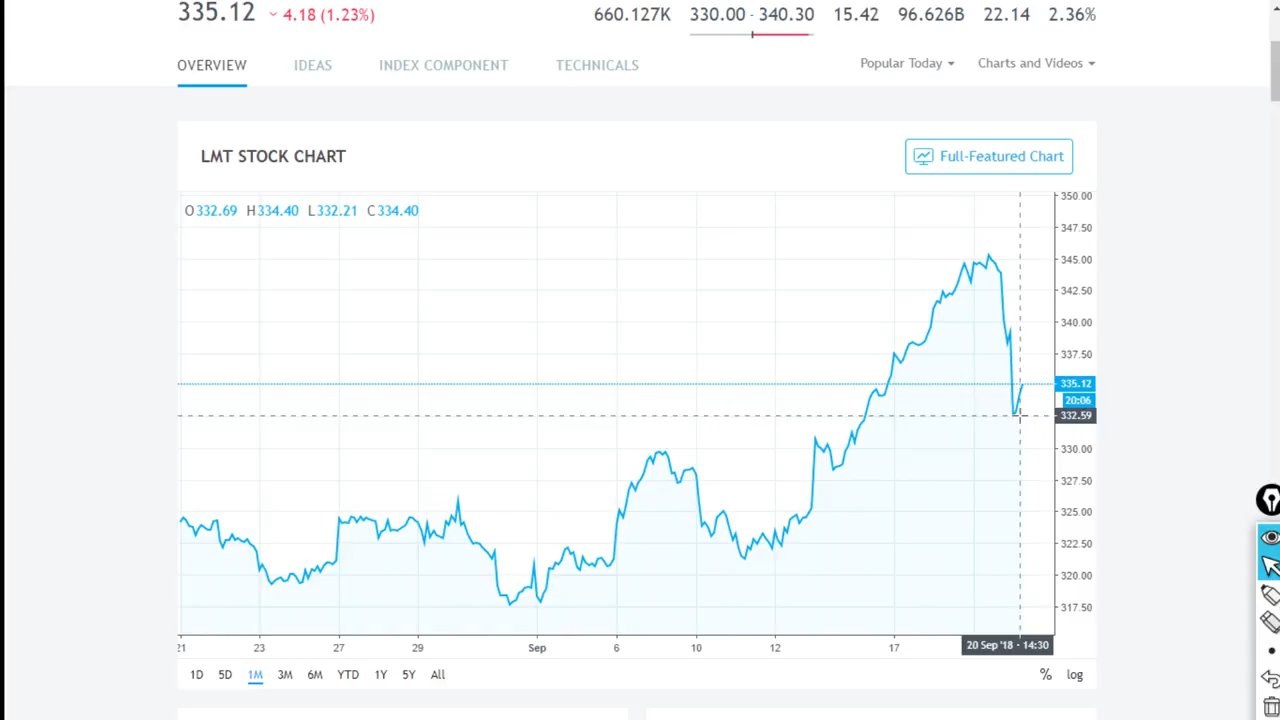 335.12 4.18 (1.23%) 660.127K 330.00 - 340.30 15.42 96.626B 22.14 2.36%
OVERVIEW IDEAS INDEX COMPONENT TECHNICALS Popular Today Charts and Videos
LMT STOCK CHART Full-Featured Chart
O332.69 H334.40 L332.21 C334.40
350.00
347.50
345.00
342.50
340.00
337.50
335.12
20:06
332.59
330.00
327.50
325.00
322.50
320.00
317.50
21 23 27 29 Sep 6 10 12 17 20 Sep '18 - 14:30
1D 5D 1M 3M 6M YTD 1Y 5Y All % log